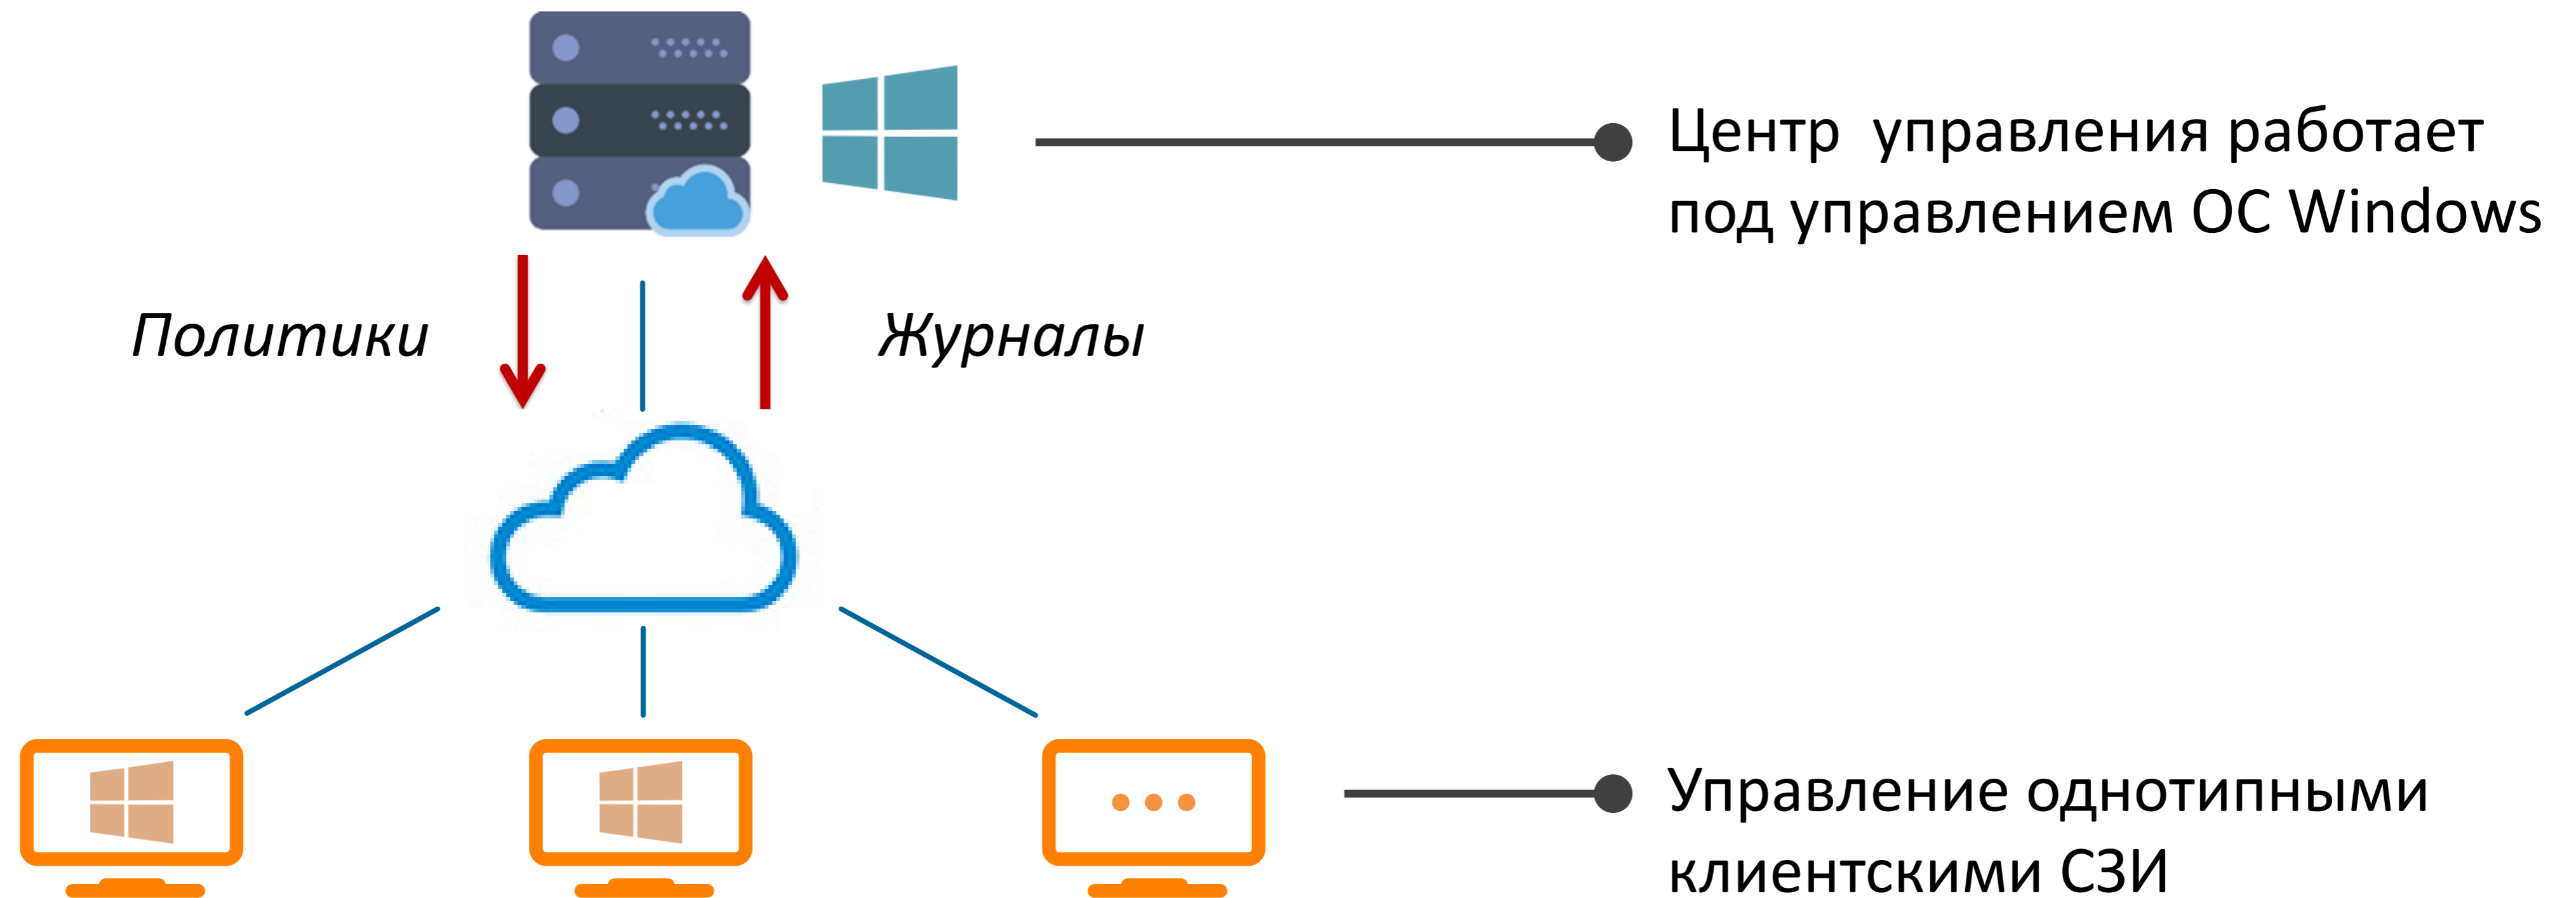 Центр управления работает
под управлением ОС Windows
Политики
Журналы
Управление однотипными
клиентскими СЗИ